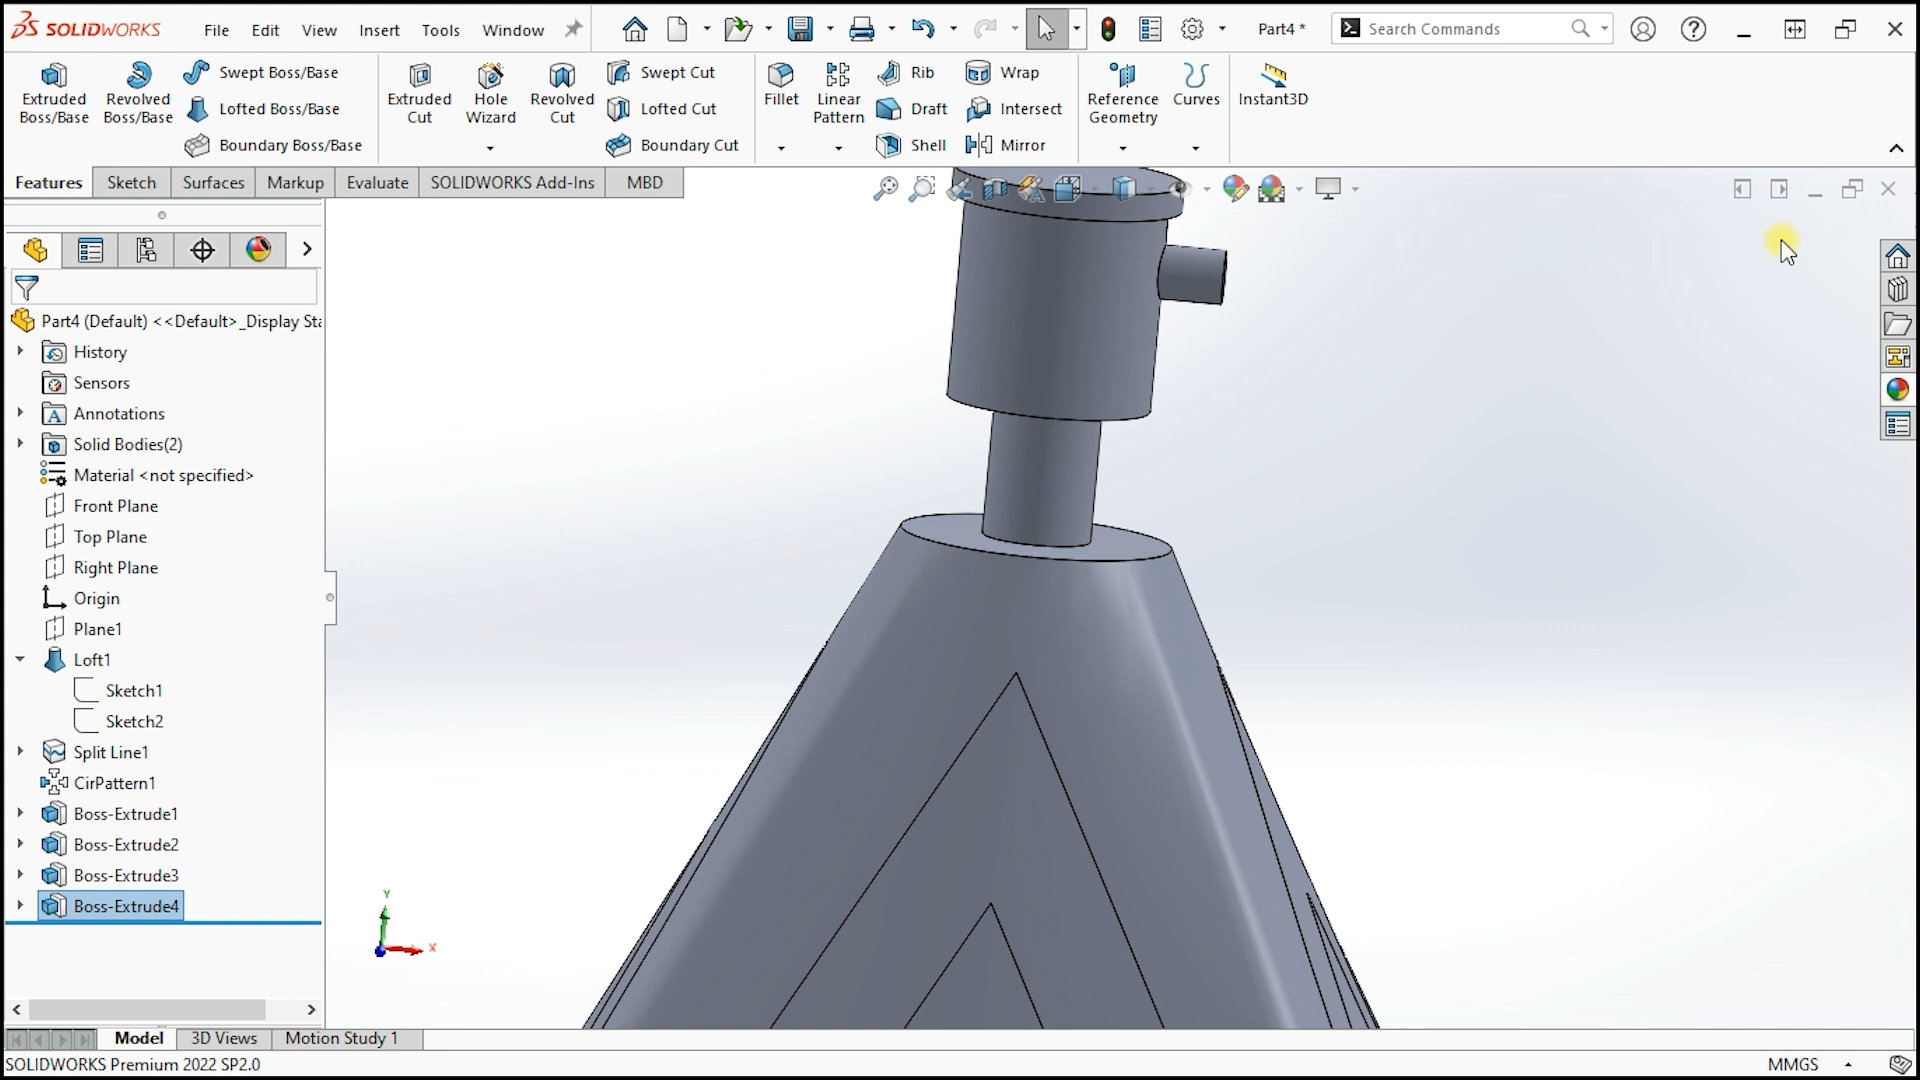 SOLIDWORKS File Edit View Insert Tools Window Part4 * Search Commands
Extruded Boss/Base
Revolved Boss/Base
Swept Boss/Base
Lofted Boss/Base
Boundary Boss/Base
Extruded Cut
Hole Wizard
Revolved Cut
Swept Cut
Lofted Cut
Boundary Cut
Fillet
Linear Pattern
Rib
Draft
Shell
Wrap
Intersect
Mirror
Reference Geometry
Curves
Instant3D
Features Sketch Surfaces Markup Evaluate SOLIDWORKS Add-Ins MBD
Part4 (Default) <<Default>_Display Sta
History
Sensors
Annotations
Solid Bodies(2)
Material <not specified>
Front Plane
Top Plane
Right Plane
Origin
Plane1
Loft1
Sketch1
Sketch2
Split Line1
CirPattern1
Boss-Extrude1
Boss-Extrude2
Boss-Extrude3
Boss-Extrude4
Y
X
Model 3D Views Motion Study 1
SOLIDWORKS Premium 2022 SP2.0 MMGS